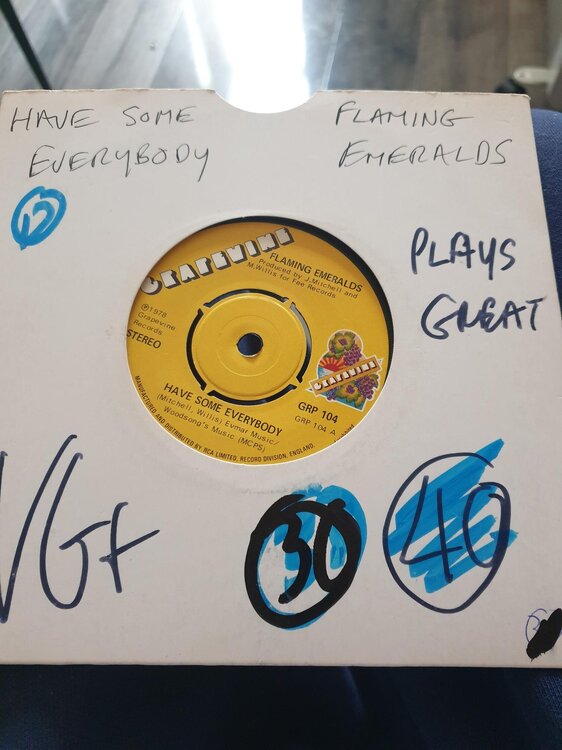 HAVE SOME
EVERYBODY
FLAMING
EMERALDS
12
PLAYS
GREAT
GRAPEVINE
FLAMING EMERALDS
Produced by J.Mitchell and
M.Willis for Fee Records
℗1978
Grapevine
Records
STEREO
GRAPEVINE
HAVE SOME EVERYBODY
(Mitchell, Willis) Evmar Music/
Woodsong's Music (MCPS)
GRP 104
GRP 104 A
MANUFACTURED AND DISTRIBUTED BY RCA LIMITED, RECORD DIVISION, ENGLAND.
VG+
30
40